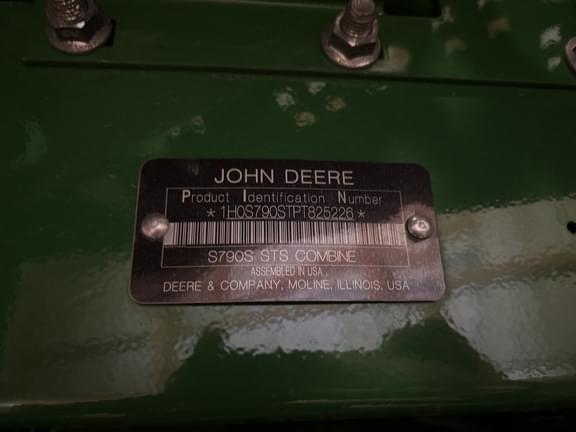 JOHN DEERE
Product Identification Number
*1H0S790STPT825226*
S790S STS COMBINE
ASSEMBLED IN USA
DEERE & COMPANY, MOLINE, ILLINOIS, USA